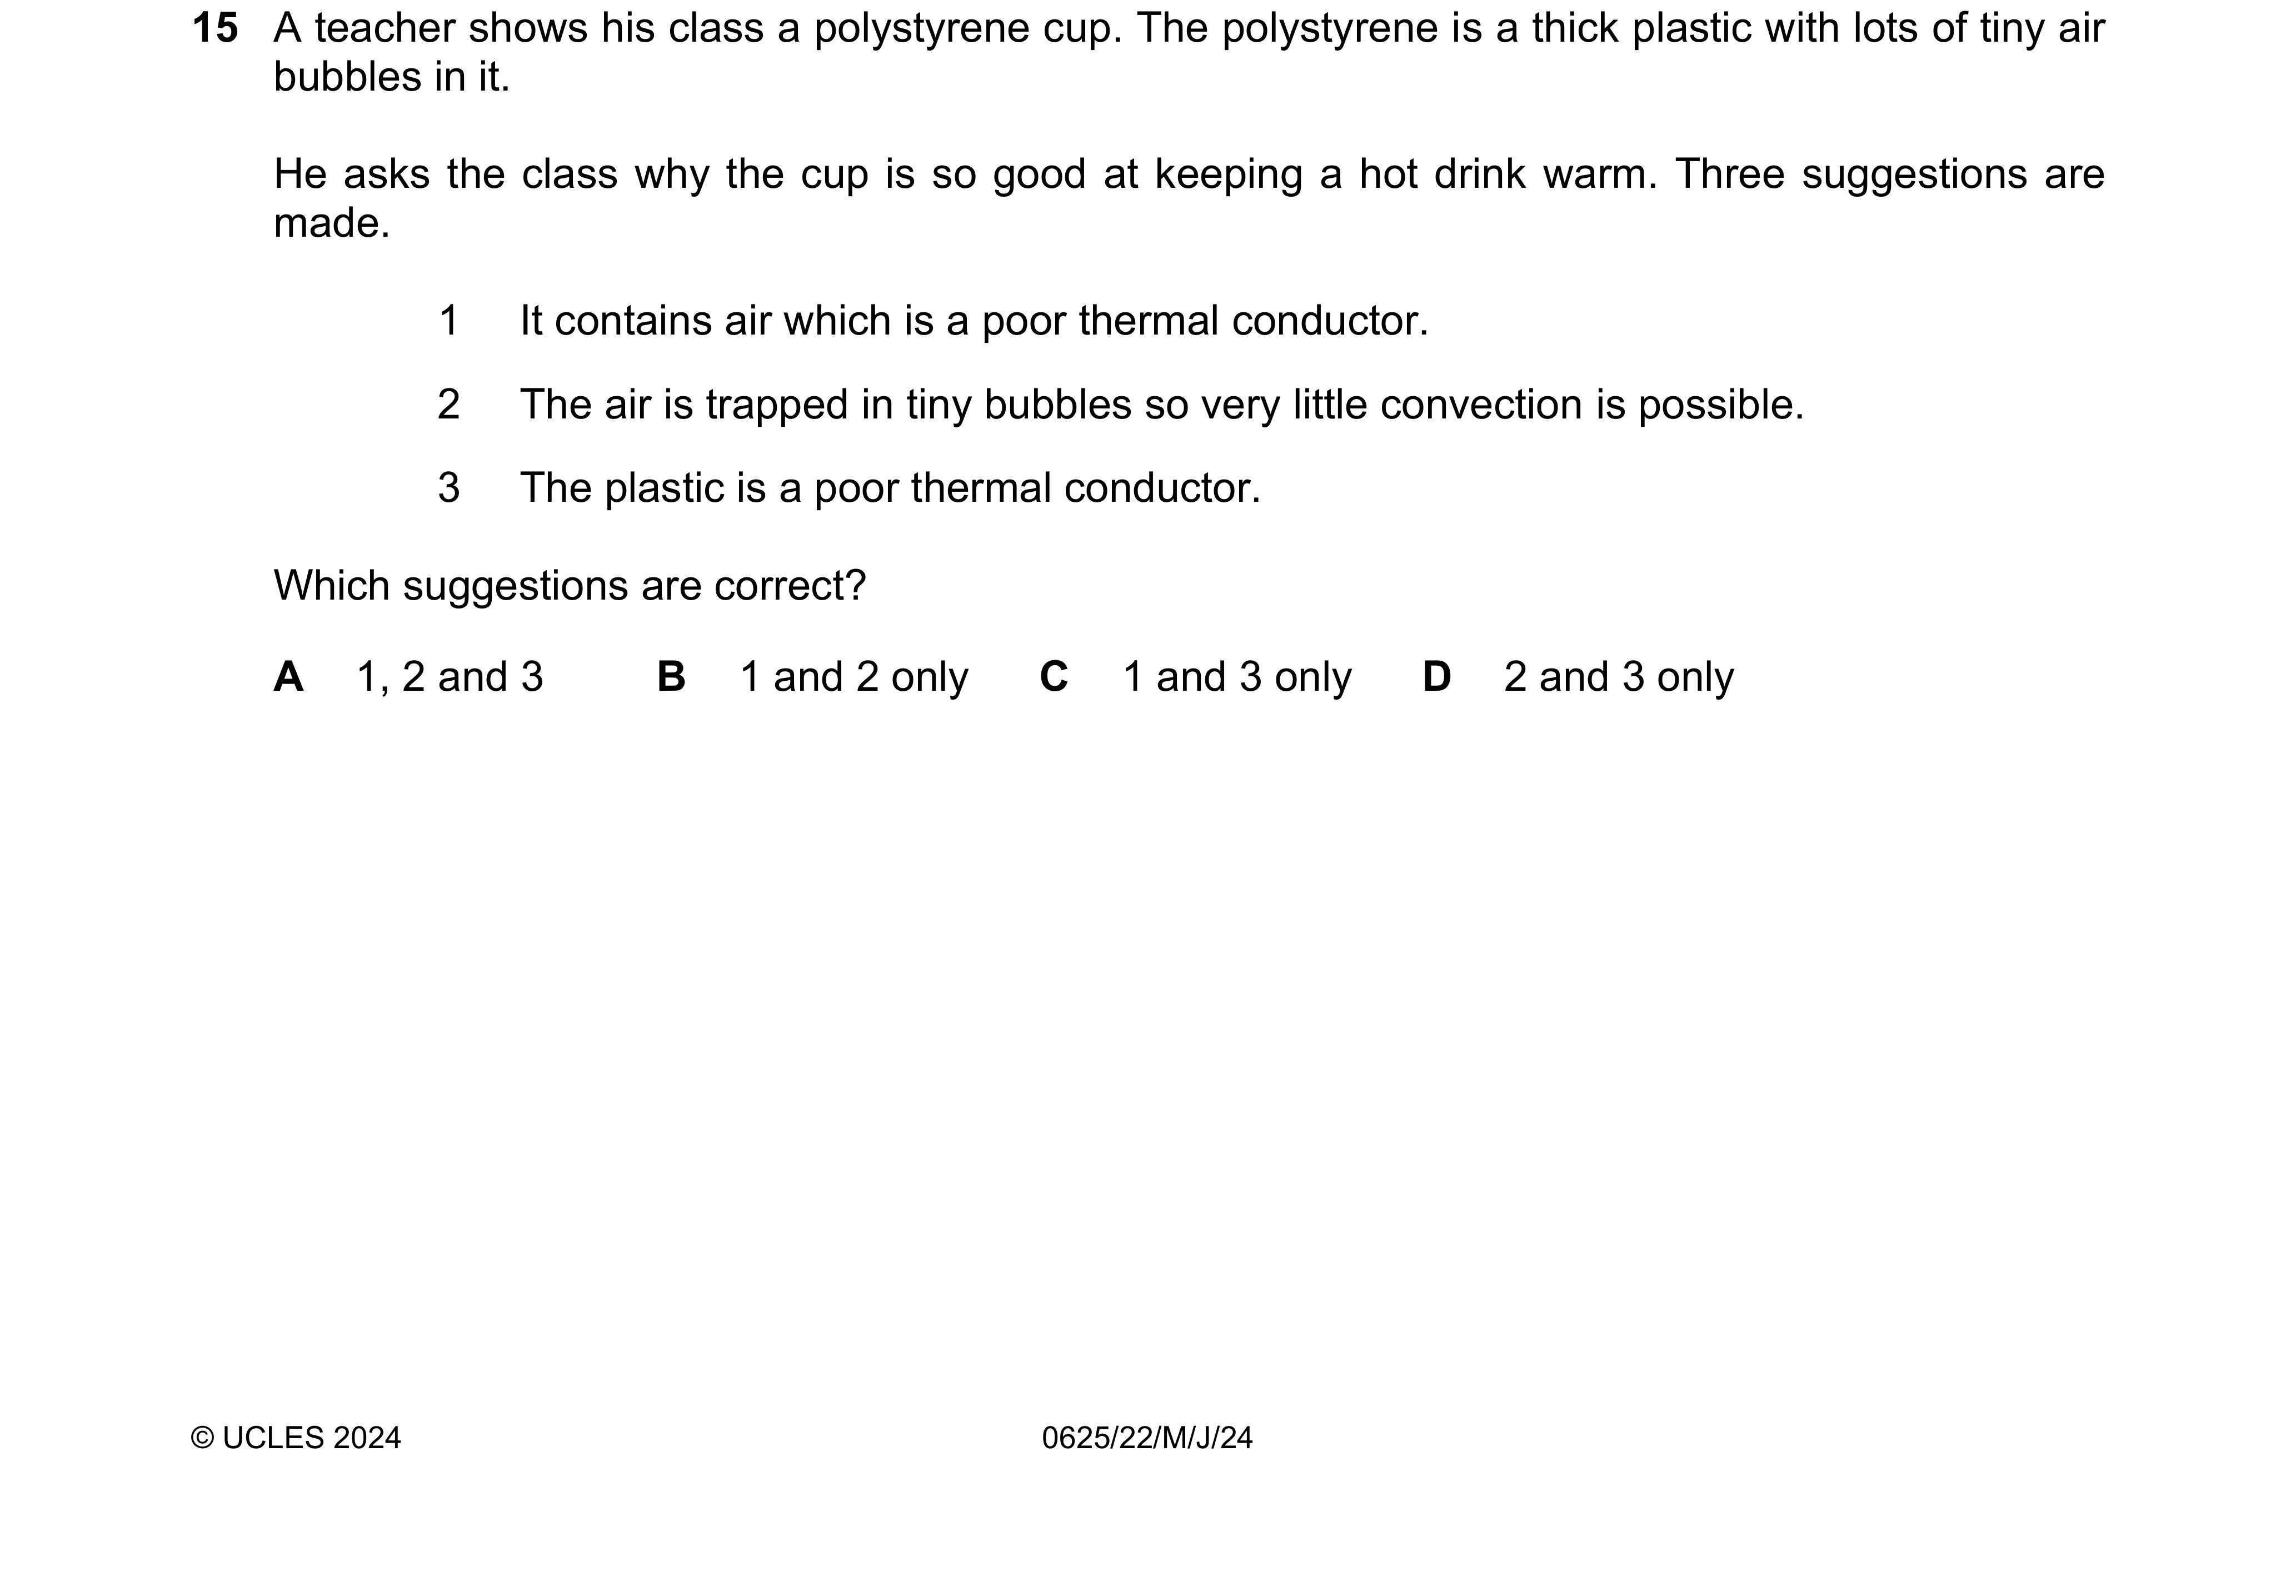 15 A teacher shows his class a polystyrene cup. The polystyrene is a thick plastic with lots of tiny air
bubbles in it.
He asks the class why the cup is so good at keeping a hot drink warm. Three suggestions are
made.
1 It contains air which is a poor thermal conductor.
2 The air is trapped in tiny bubbles so very little convection is possible.
3 The plastic is a poor thermal conductor.
Which suggestions are correct?
A 1, 2 and 3 B 1 and 2 only C 1 and 3 only D 2 and 3 only
© UCLES 2024 0625/22/M/J/24